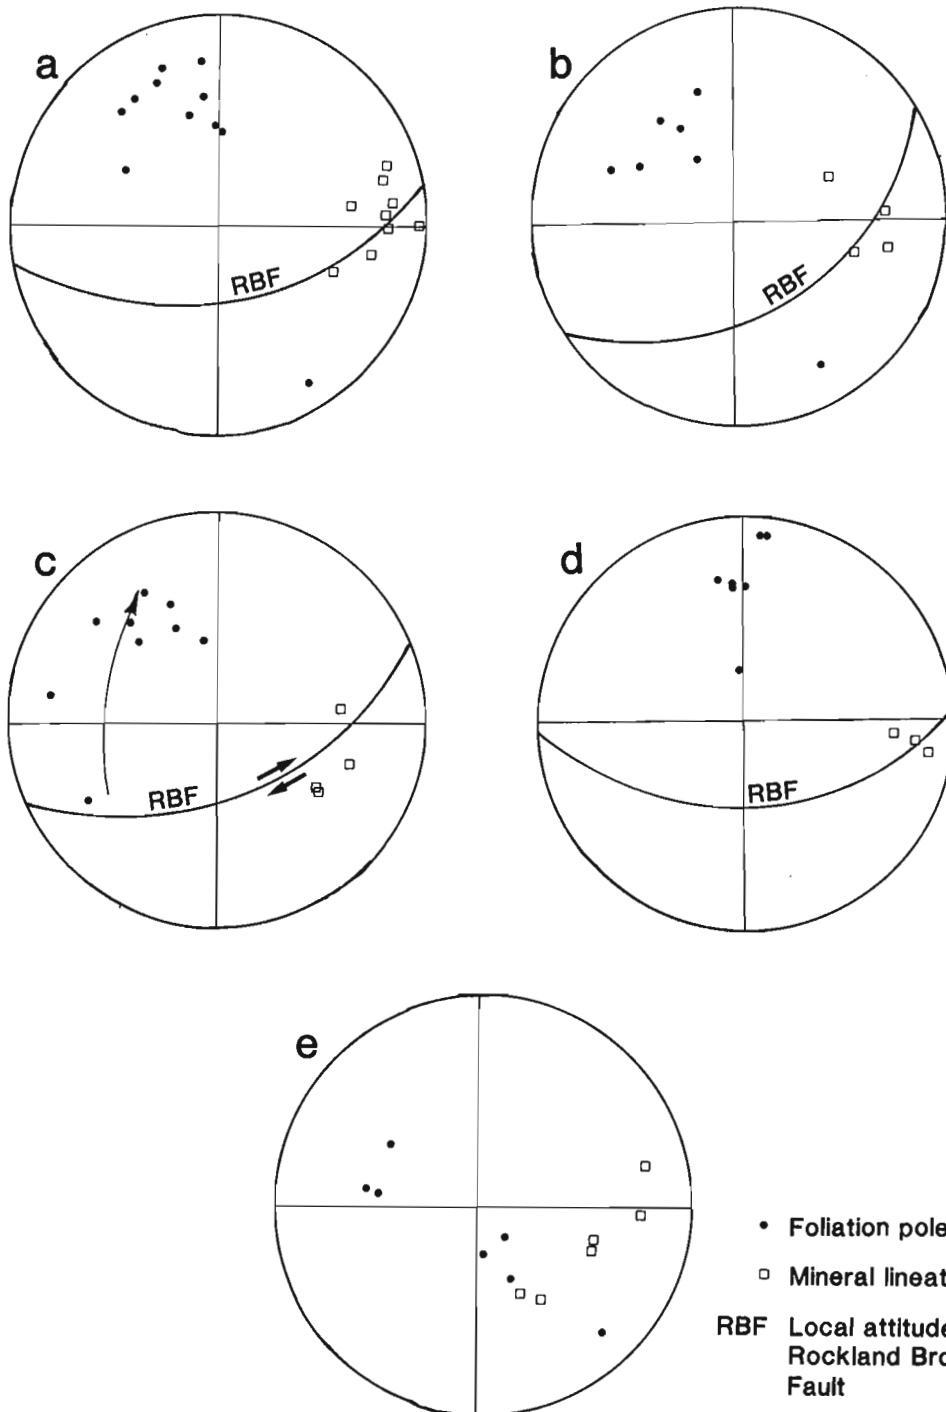 a
b
RBF
RBF
c
d
RBF
RBF
e
Foliation pole
Mineral lineat
RBF Local attitude
Rockland Bro
Fault